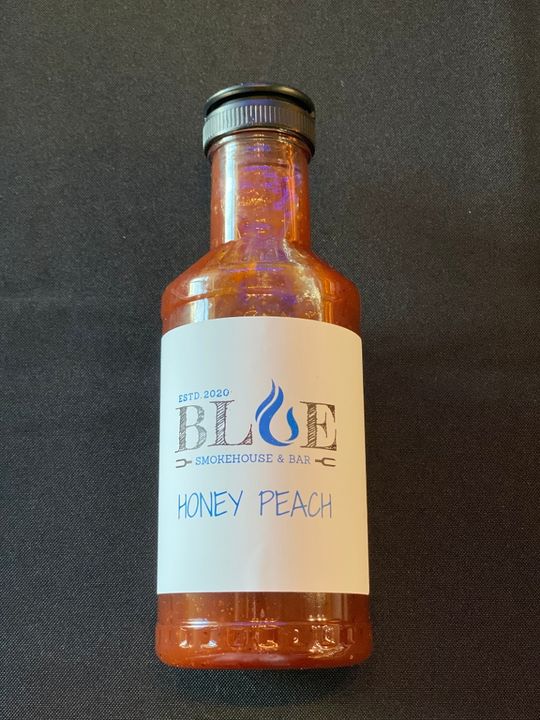 ESTD. 2020
BLUE
SMOKEHOUSE & BAR
HONEY PEACH